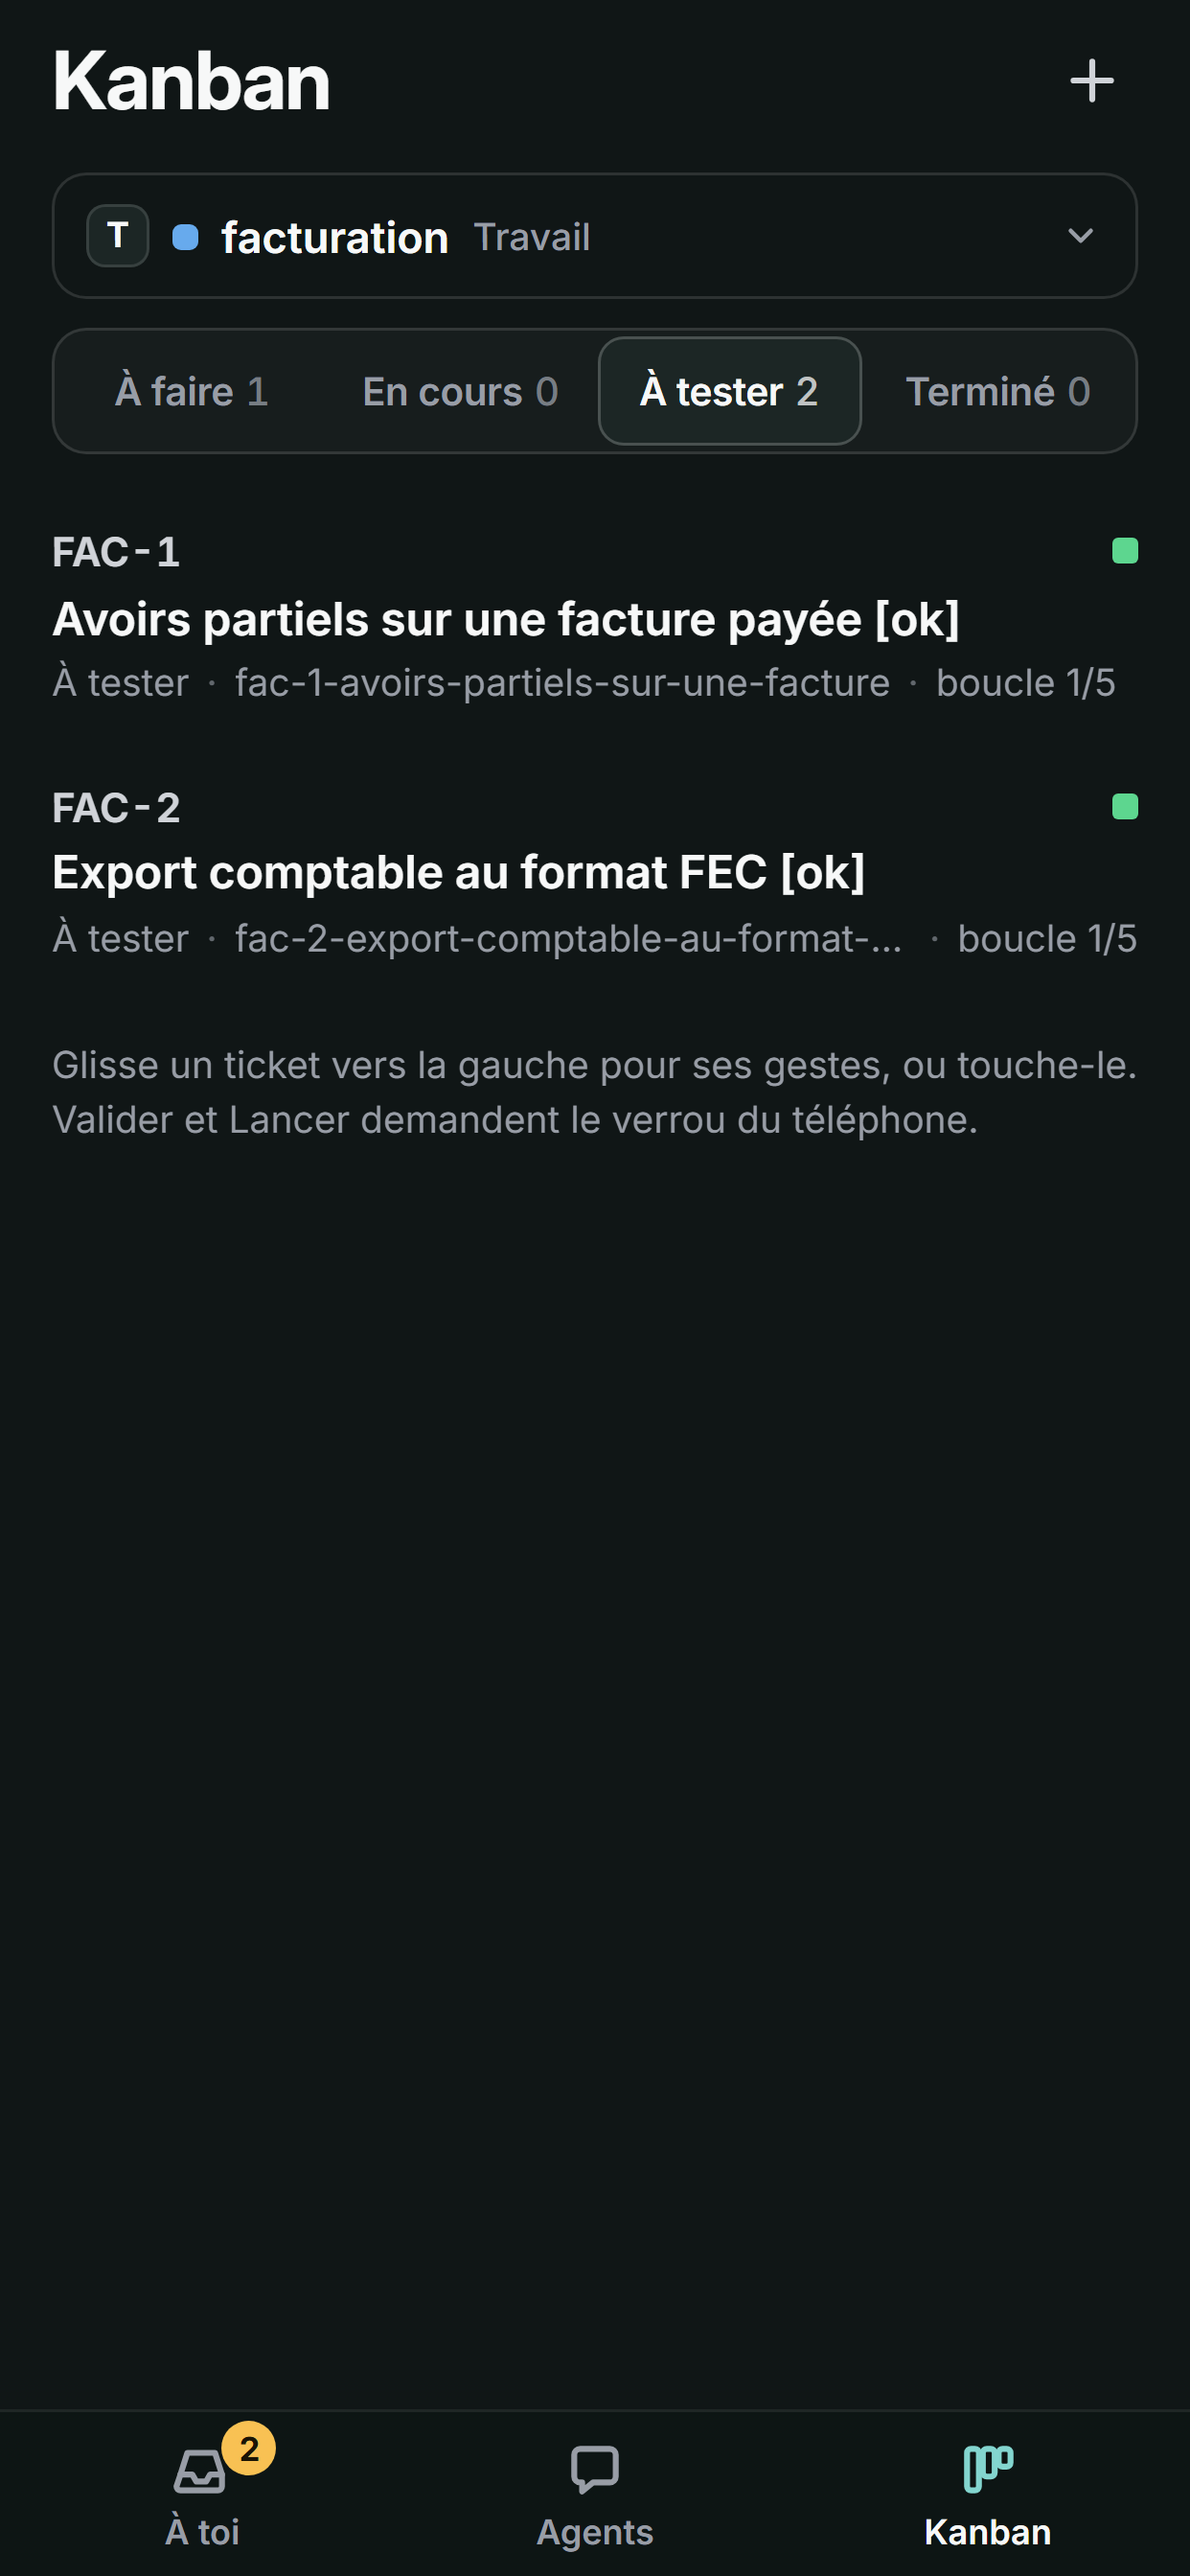 Kanban
T facturation Travail
À faire 1 En cours 0 À tester 2 Terminé 0
FAC-1
Avoirs partiels sur une facture payée [ok]
À tester · fac-1-avoirs-partiels-sur-une-facture · boucle 1/5
FAC-2
Export comptable au format FEC [ok]
À tester · fac-2-export-comptable-au-format-... · boucle 1/5
Glisse un ticket vers la gauche pour ses gestes, ou touche-le.
Valider et Lancer demandent le verrou du téléphone.
2
À toi Agents Kanban